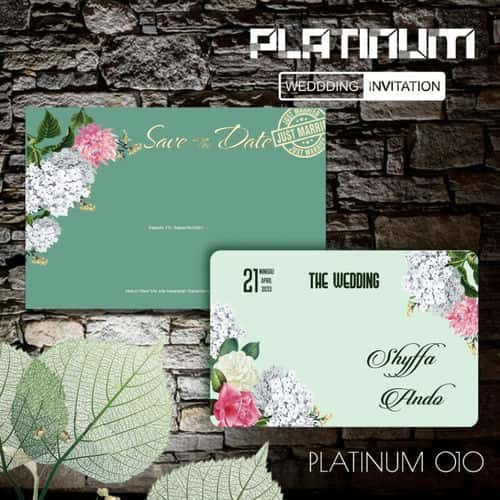 PLATINUM
WEDDDING INVITATION
Save the Date
JUST MARRIED
21
MINGGU
APRIL
2023
THE WEDDING
Shyffa
Ando
PLATINUM 010